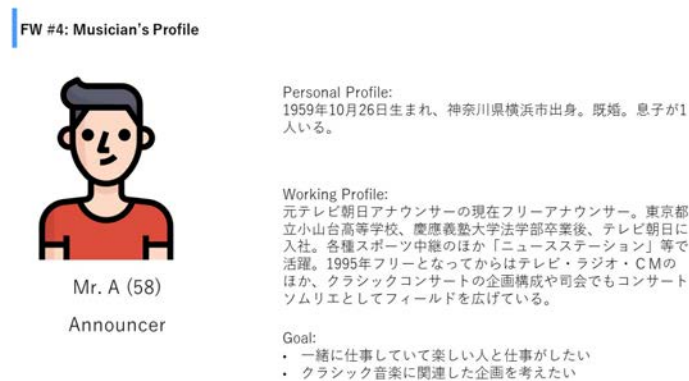 FW #4: Musician's Profile
Mr. A (58)
Announcer
Personal Profile:
1959年10月26日生まれ、神奈川県横浜市出身。既婚。息子が1
人いる。
Working Profile:
元テレビ朝日アナウンサーの現在フリーアナウンサー。東京都
立小山台高等学校、慶應義塾大学法学部卒業後、テレビ朝日に
入社。各種スポーツ中継のほか「ニュースステーション」等で
活躍。1995年フリーとなってからはテレビ・ラジオ・ＣＭの
ほか、クラシックコンサートの企画構成や司会でもコンサート
ソムリエとしてフィールドを広げている。
Goal:
• 一緒に仕事していて楽しい人と仕事がしたい
• クラシック音楽に関連した企画を考えたい